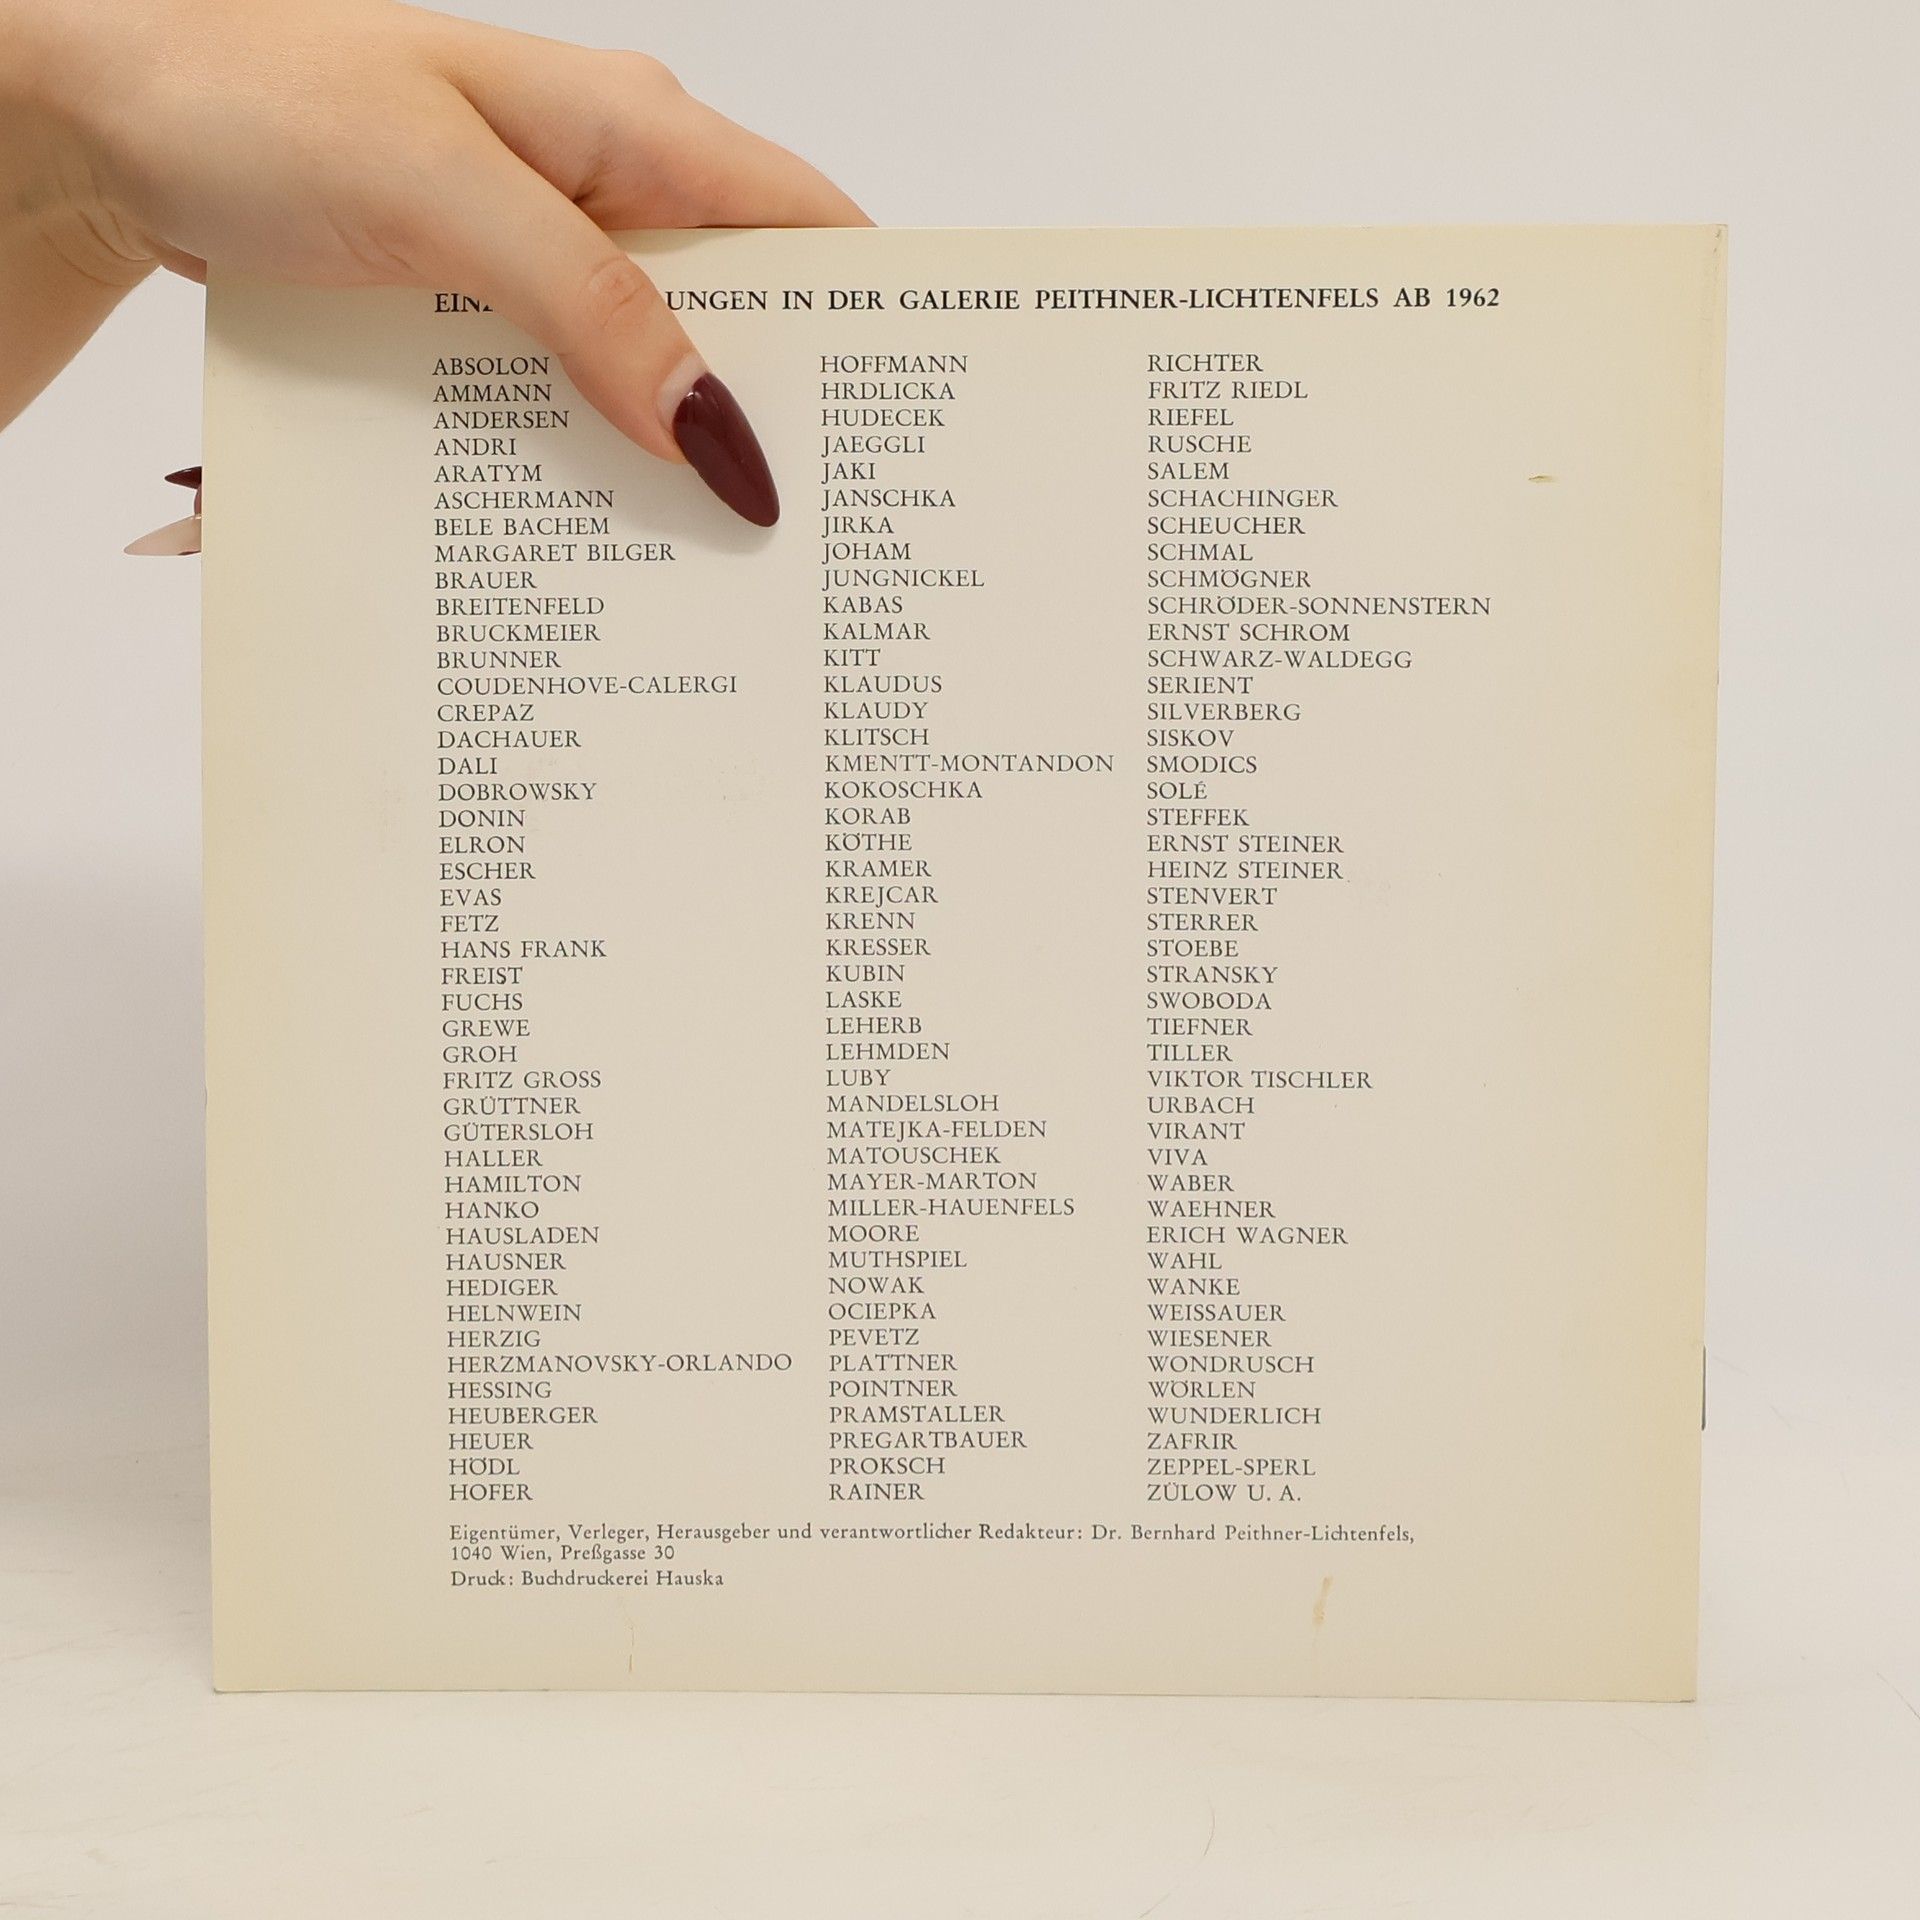 UNGEN IN DER GALERIE PEITHNER-LICHTENFELS AB 1962
ABSOLON
AMMANN
ANDERSEN
ANDRI
ARATYM
ASCHERMANN
BELE BACHEM
MARGARET BILGER
BRAUER
BREITENFELD
BRUCKMEIER
BRUNNER
COUDENHOVE-CALERGI
CREPAZ
DACHAUER
DALI
DOBROWSKY
DONIN
ELRON
ESCHER
EVAS
FETZ
HANS FRANK
FREIST
FUCHS
GREWE
GROH
FRITZ GROSS
GRÜTTNER
GÜTERSLOH
HALLER
HAMILTON
HANKO
HAUSLADEN
HAUSNER
HEDIGER
HELNWEIN
HERZIG
HERZMANOVSKY-ORLANDO
HESSING
HEUBERGER
HEUER
HÖDL
HOFER
HOFFMANN
HRDLICKA
HUDECEK
JAEGGLI
JAKI
JANSCHKA
JIRKA
JOHAM
JUNGNICKEL
KABAS
KALMAR
KITT
KLAUDUS
KLAUDY
KLITSCH
KMENTT-MONTANDON
KOKOSCHKA
KORAB
KÖTHE
KRAMER
KREJCAR
KRENN
KRESSER
KUBIN
LASKE
LEHERB
LEHMDEN
LUBY
MANDELSLOH
MATEJKA-FELDEN
MATOUSCHEK
MAYER-MARTON
MILLER-HAUENFELS
MOORE
MUTHSPIEL
NOWAK
OCIEPKA
PEVETZ
PLATTNER
POINTNER
PRAMSTALLER
PREGARTBAUER
PROKSCH
RAINER
RICHTER
FRITZ RIEDL
RIEFEL
RUSCHE
SALEM
SCHACHINGER
SCHEUCHER
SCHMAL
SCHMÖGNER
SCHRÖDER-SONNENSTERN
ERNST SCHROM
SCHWARZ-WALDEGG
SERIENT
SILVERBERG
SISKOV
SMODICS
SOLÉ
STEFFEK
ERNST STEINER
HEINZ STEINER
STENVERT
STERRER
STOEBE
STRANSKY
SWOBODA
TIEFNER
TILLER
VIKTOR TISCHLER
URBACH
VIRANT
VIVA
WABER
WAEHNER
ERICH WAGNER
WAHL
WANKE
WEISSAUER
WIESENER
WONDRUSCH
WÖRLEN
WUNDERLICH
ZAFRIR
ZEPPEL-SPERL
ZÜLOW U. A.
Eigentümer, Verleger, Herausgeber und verantwortlicher Redakteur: Dr. Bernhard Peithner-Lichtenfels,
1040 Wien, Preßgasse 30
Druck: Buchdruckerei Hauska